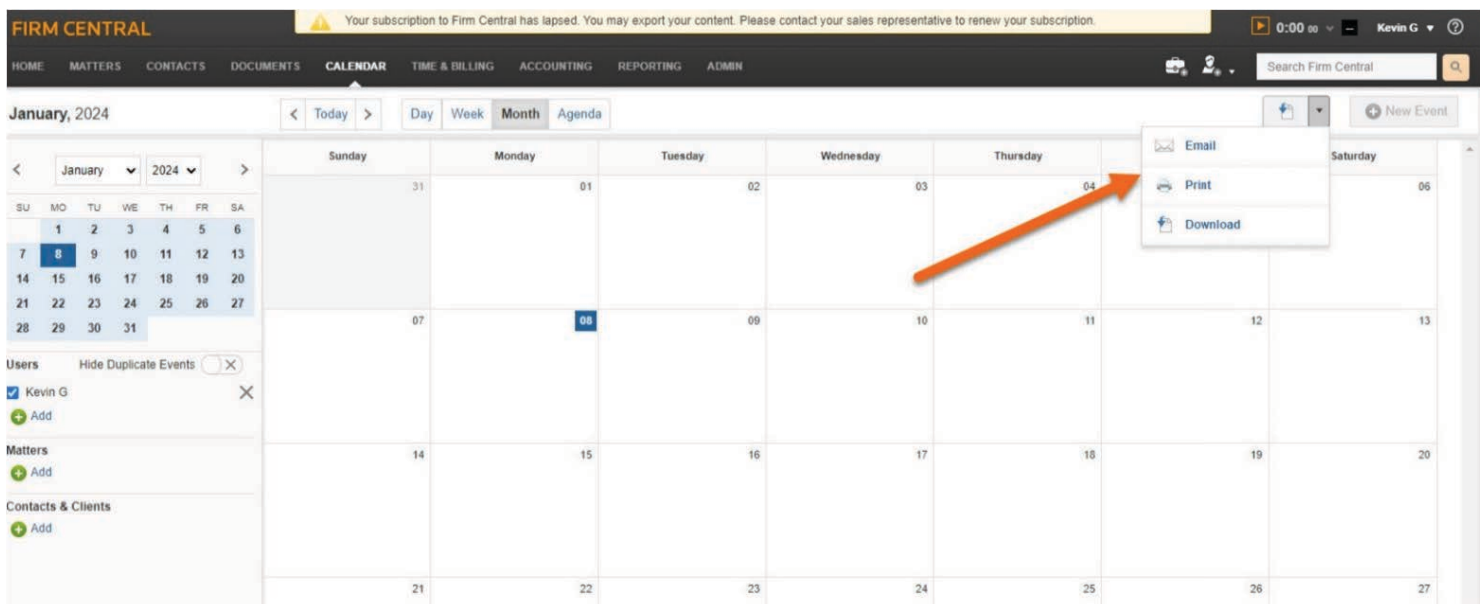 FIRM CENTRAL
Your subscription to Firm Central has lapsed. You may export your content. Please contact your sales representative to renew your subscription.
0:00 00
Kevin G
HOME MATTERS CONTACTS DOCUMENTS CALENDAR TIME & BILLING ACCOUNTING REPORTING ADMIN
Search Firm Central
January, 2024
< Today >
Day Week Month Agenda
New Event
Email
Print
Download
January 2024
SU MO TU WE TH FR SA
1 2 3 4 5 6
7 8 9 10 11 12 13
14 15 16 17 18 19 20
21 22 23 24 25 26 27
28 29 30 31
Users Hide Duplicate Events
Kevin G
Add
Matters
Add
Contacts & Clients
Add
Sunday Monday Tuesday Wednesday Thursday Saturday
31 01 02 03 04 06
07 08 09 10 11 12 13
14 15 16 17 18 19 20
21 22 23 24 25 26 27